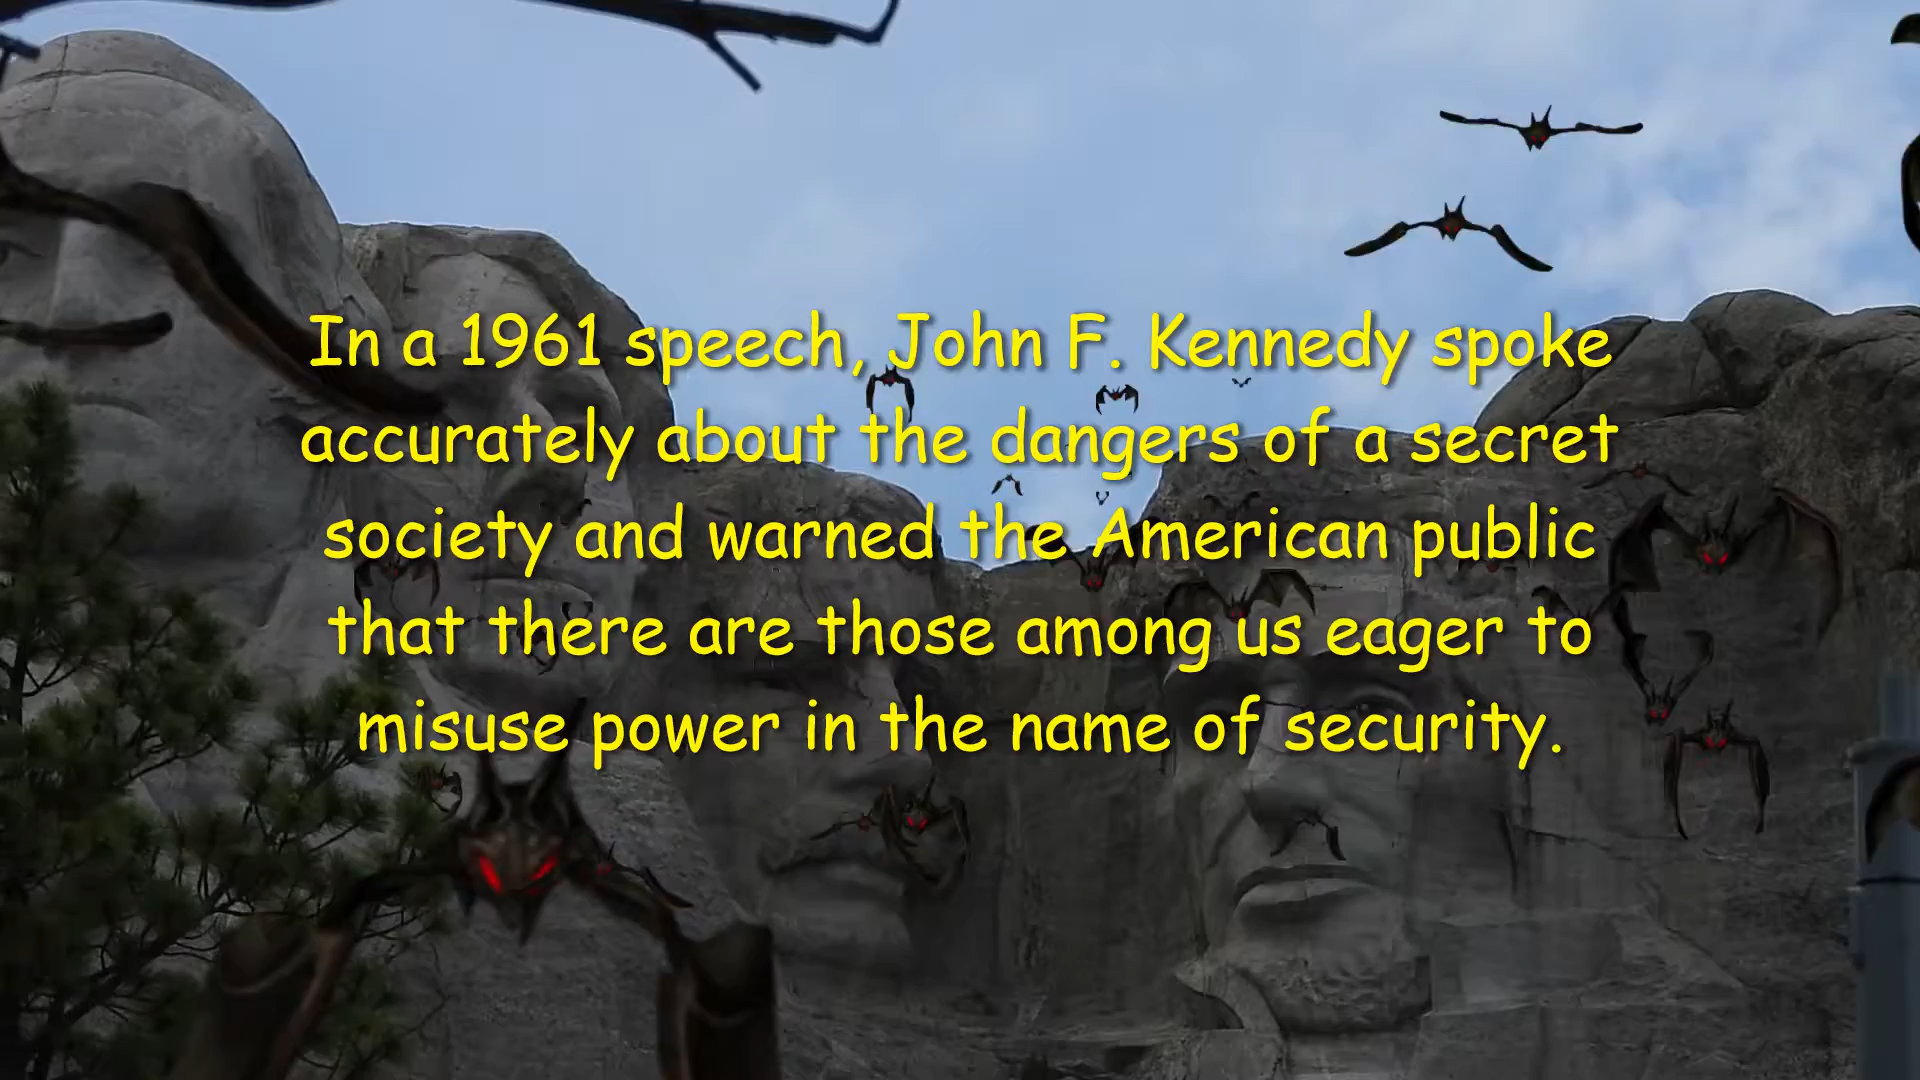 In a 1961 speech, John F. Kennedy spoke
accurately about the dangers of a secret
society and warned the American public
that there are those among us eager to
misuse power in the name of security.